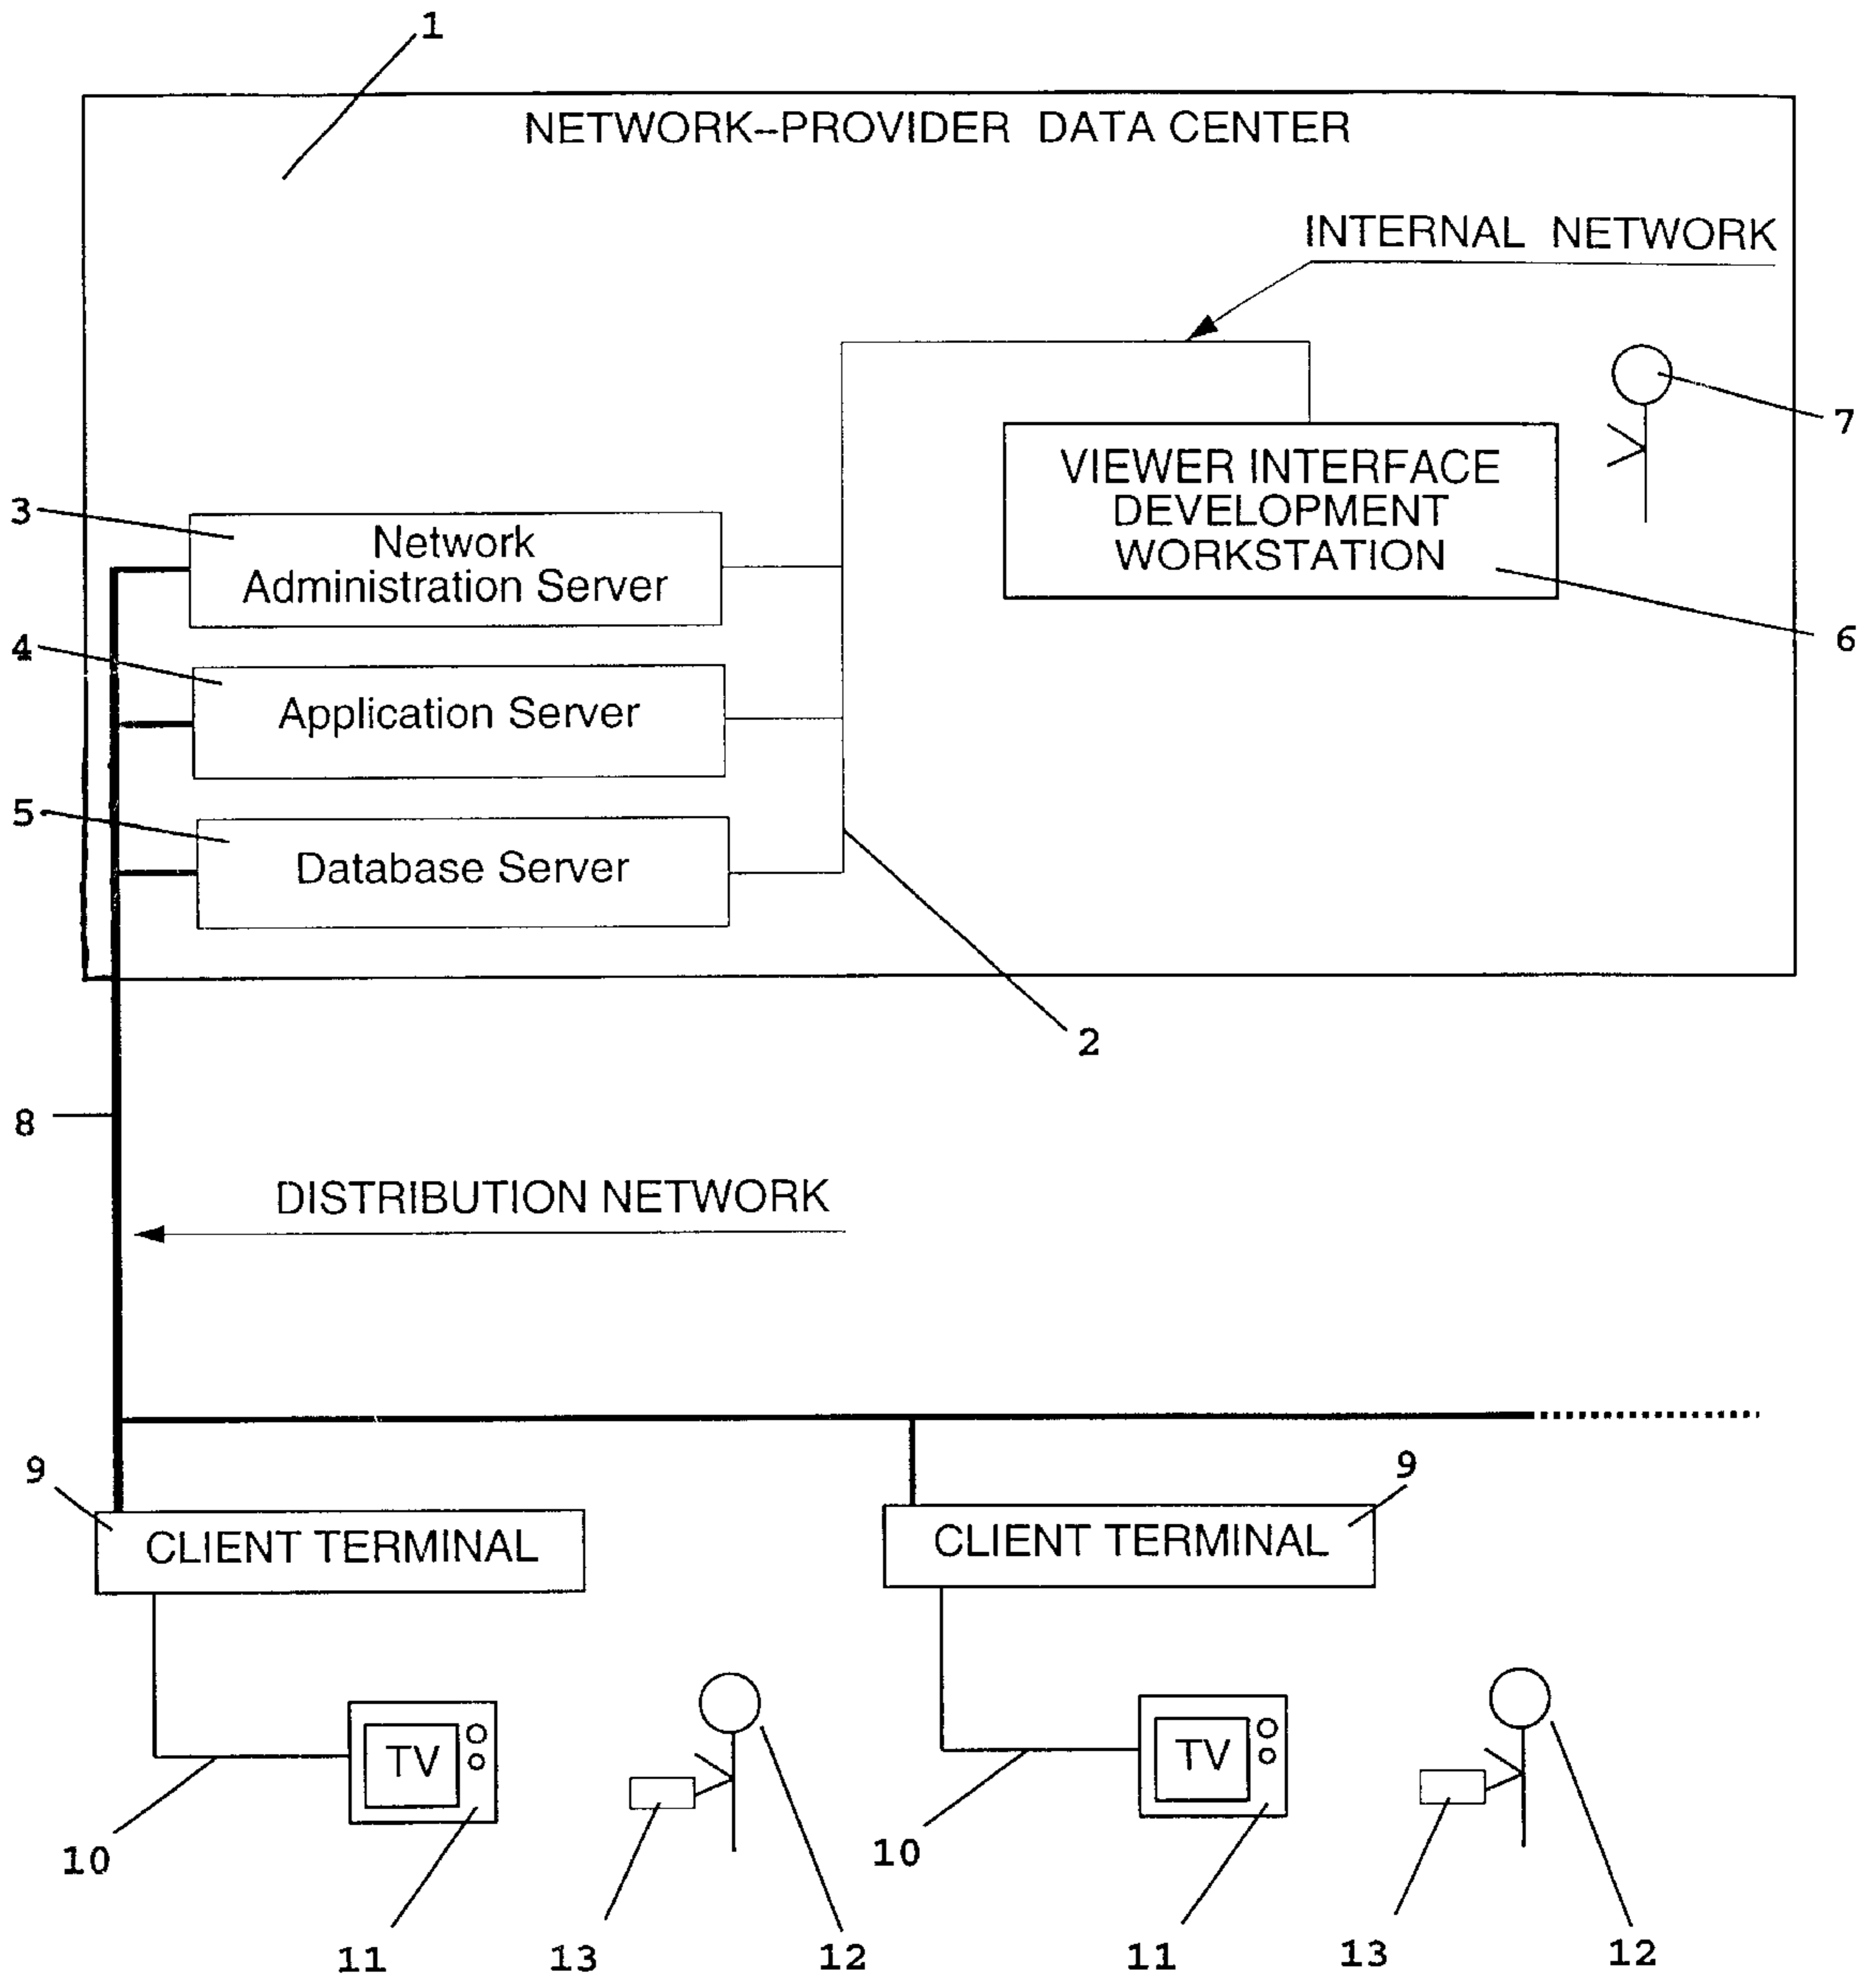 1
NETWORK-PROVIDER DATA CENTER
INTERNAL NETWORK
7
VIEWER INTERFACE
DEVELOPMENT
WORKSTATION
6
3
Network
Administration Server
4
Application Server
5
Database Server
2
8
DISTRIBUTION NETWORK
9
CLIENT TERMINAL
9
CLIENT TERMINAL
TV
TV
10
10
11
13
12
11
13
12